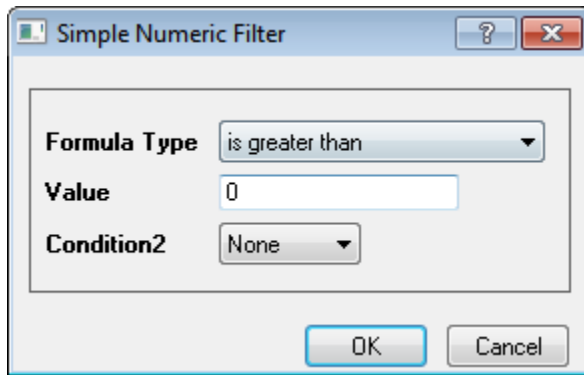 Simple Numeric Filter
Formula Type is greater than
Value 0
Condition2 None
OK Cancel